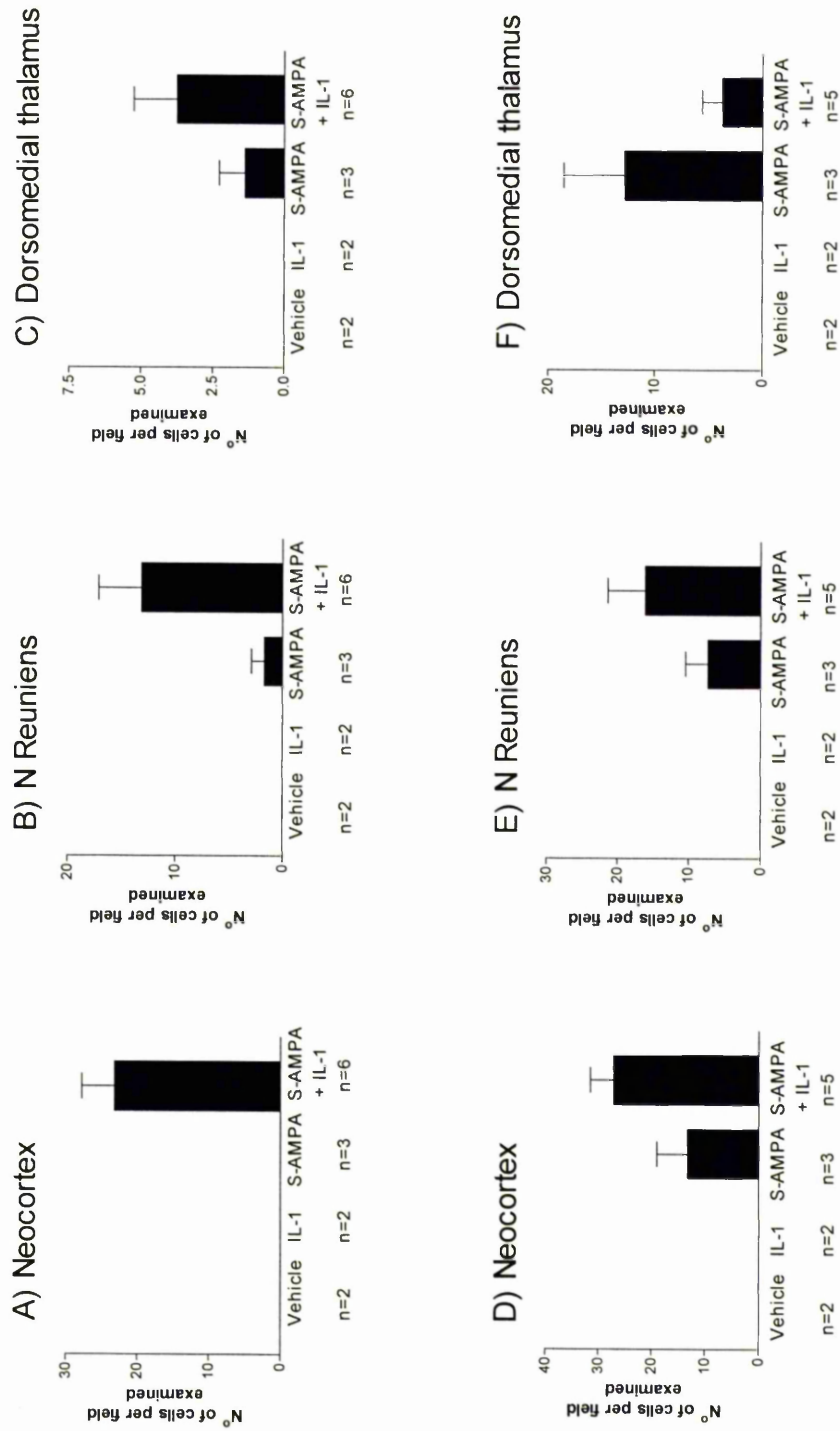 A) Neocortex
N° of cells per field
examined
30
20
10
0
Vehicle IL-1 S-AMPA S-AMPA
+ IL-1
n=2 n=2 n=3 n=6
B) N Reuniens
N° of cells per field
examined
20
10
0
Vehicle IL-1 S-AMPA S-AMPA
+ IL-1
n=2 n=2 n=3 n=6
C) Dorsomedial thalamus
N° of cells per field
examined
7.5
5.0
2.5
0.0
Vehicle IL-1 S-AMPA S-AMPA
+ IL-1
n=2 n=2 n=3 n=6
D) Neocortex
N° of cells per field
examined
40
30
20
10
0
Vehicle IL-1 S-AMPA S-AMPA
+ IL-1
n=2 n=2 n=3 n=5
E) N Reuniens
N° of cells per field
examined
30
20
10
0
Vehicle IL-1 S-AMPA S-AMPA
+ IL-1
n=2 n=2 n=3 n=5
F) Dorsomedial thalamus
N° of cells per field
examined
20
10
0
Vehicle IL-1 S-AMPA S-AMPA
+ IL-1
n=2 n=2 n=3 n=5